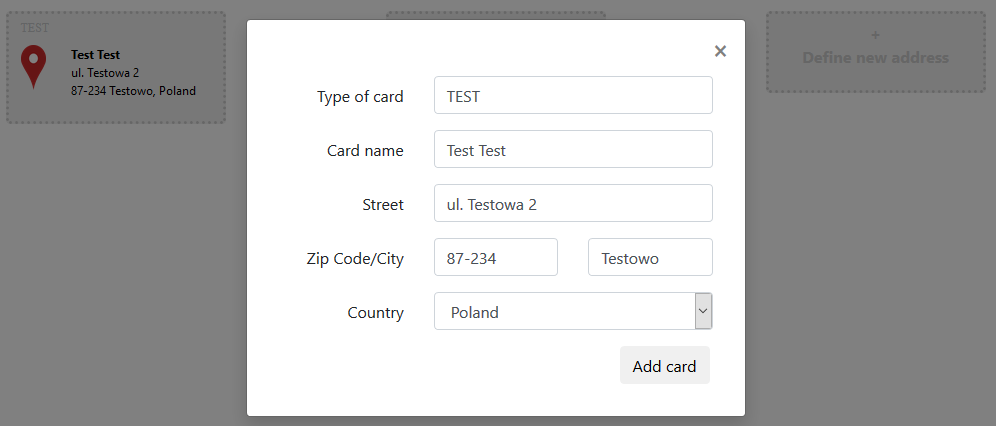 TEST
Test Test
ul. Testowa 2
87-234 Testowo, Poland
+
Define new address
×
Type of card TEST
Card name Test Test
Street ul. Testowa 2
Zip Code/City 87-234 Testowo
Country Poland
Add card